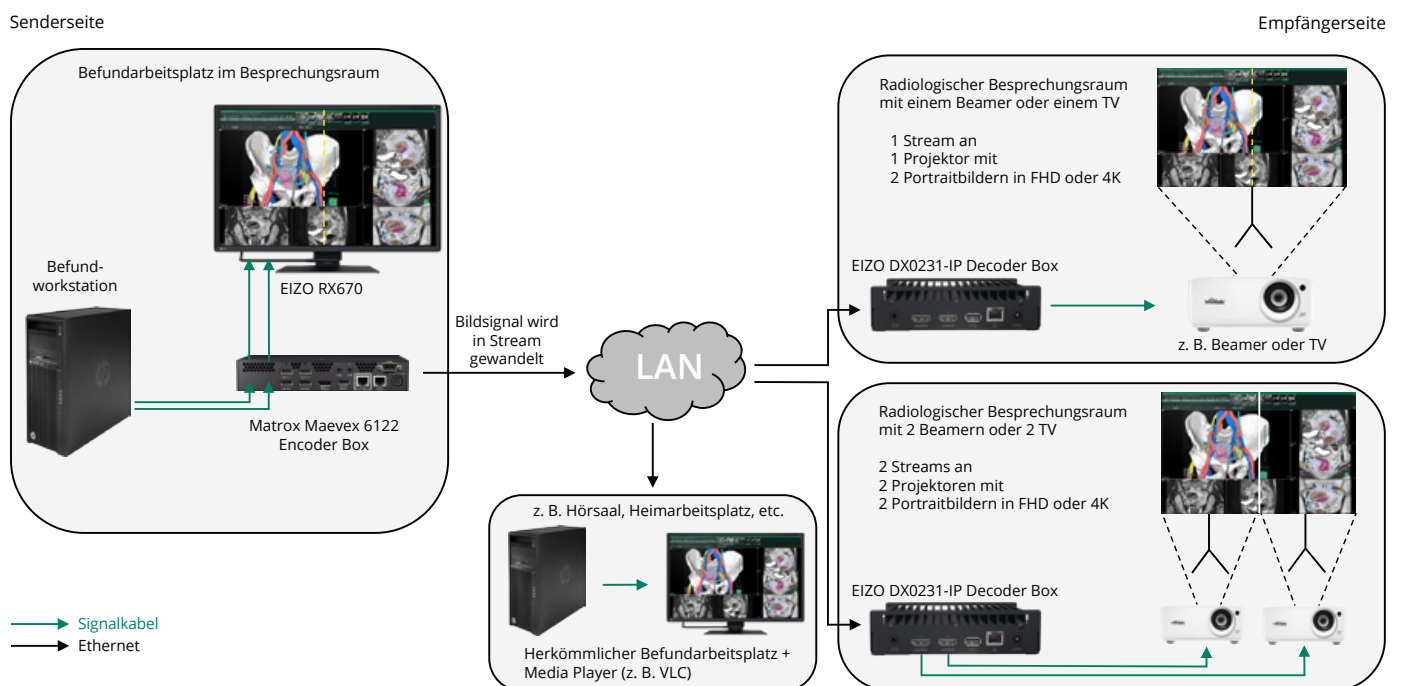 Senderseite
Empfängerseite
Befundarbeitsplatz im Besprechungsraum
Befund-
workstation
EIZO RX670
Matrox Maevex 6122
Encoder Box
Bildsignal wird
in Stream
gewandelt
LAN
Radiologischer Besprechungsraum
mit einem Beamer oder einem TV
1 Stream an
1 Projektor mit
2 Portraitbildern in FHD oder 4K
EIZO DX0231-IP Decoder Box
z. B. Beamer oder TV
Radiologischer Besprechungsraum
mit 2 Beamern oder 2 TV
2 Streams an
2 Projektoren mit
2 Portraitbildern in FHD oder 4K
EIZO DX0231-IP Decoder Box
z. B. Hörsaal, Heimarbeitsplatz, etc.
Herkömmlicher Befundarbeitsplatz +
Media Player (z. B. VLC)
Signalkabel
Ethernet